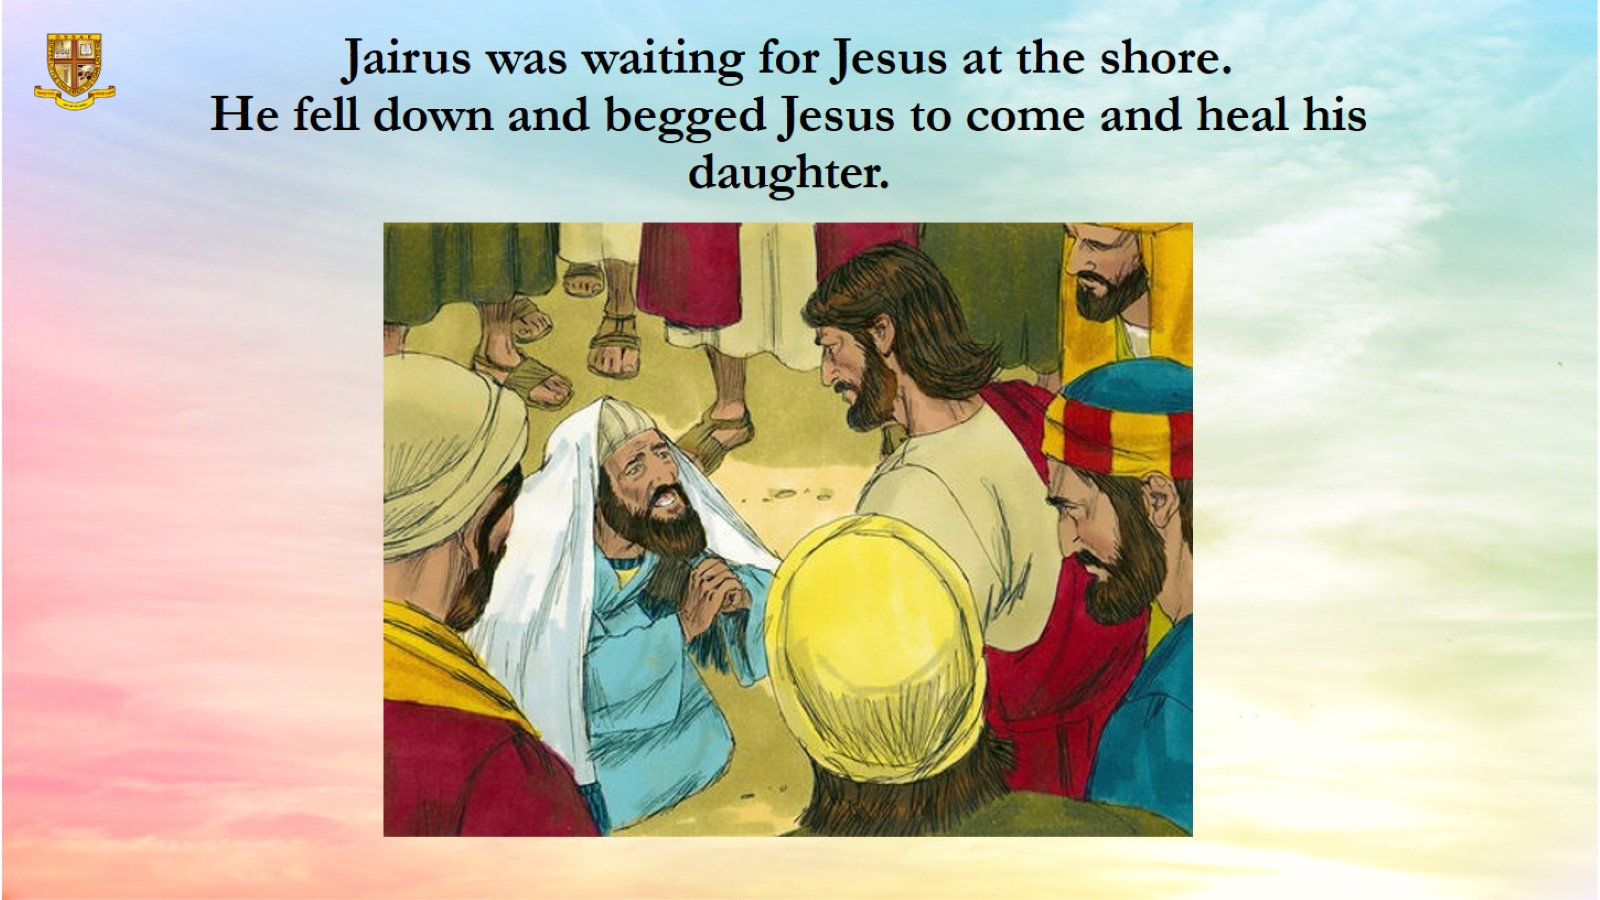 Jairus was waiting for Jesus at the shore.
He fell down and begged Jesus to come and heal his
daughter.